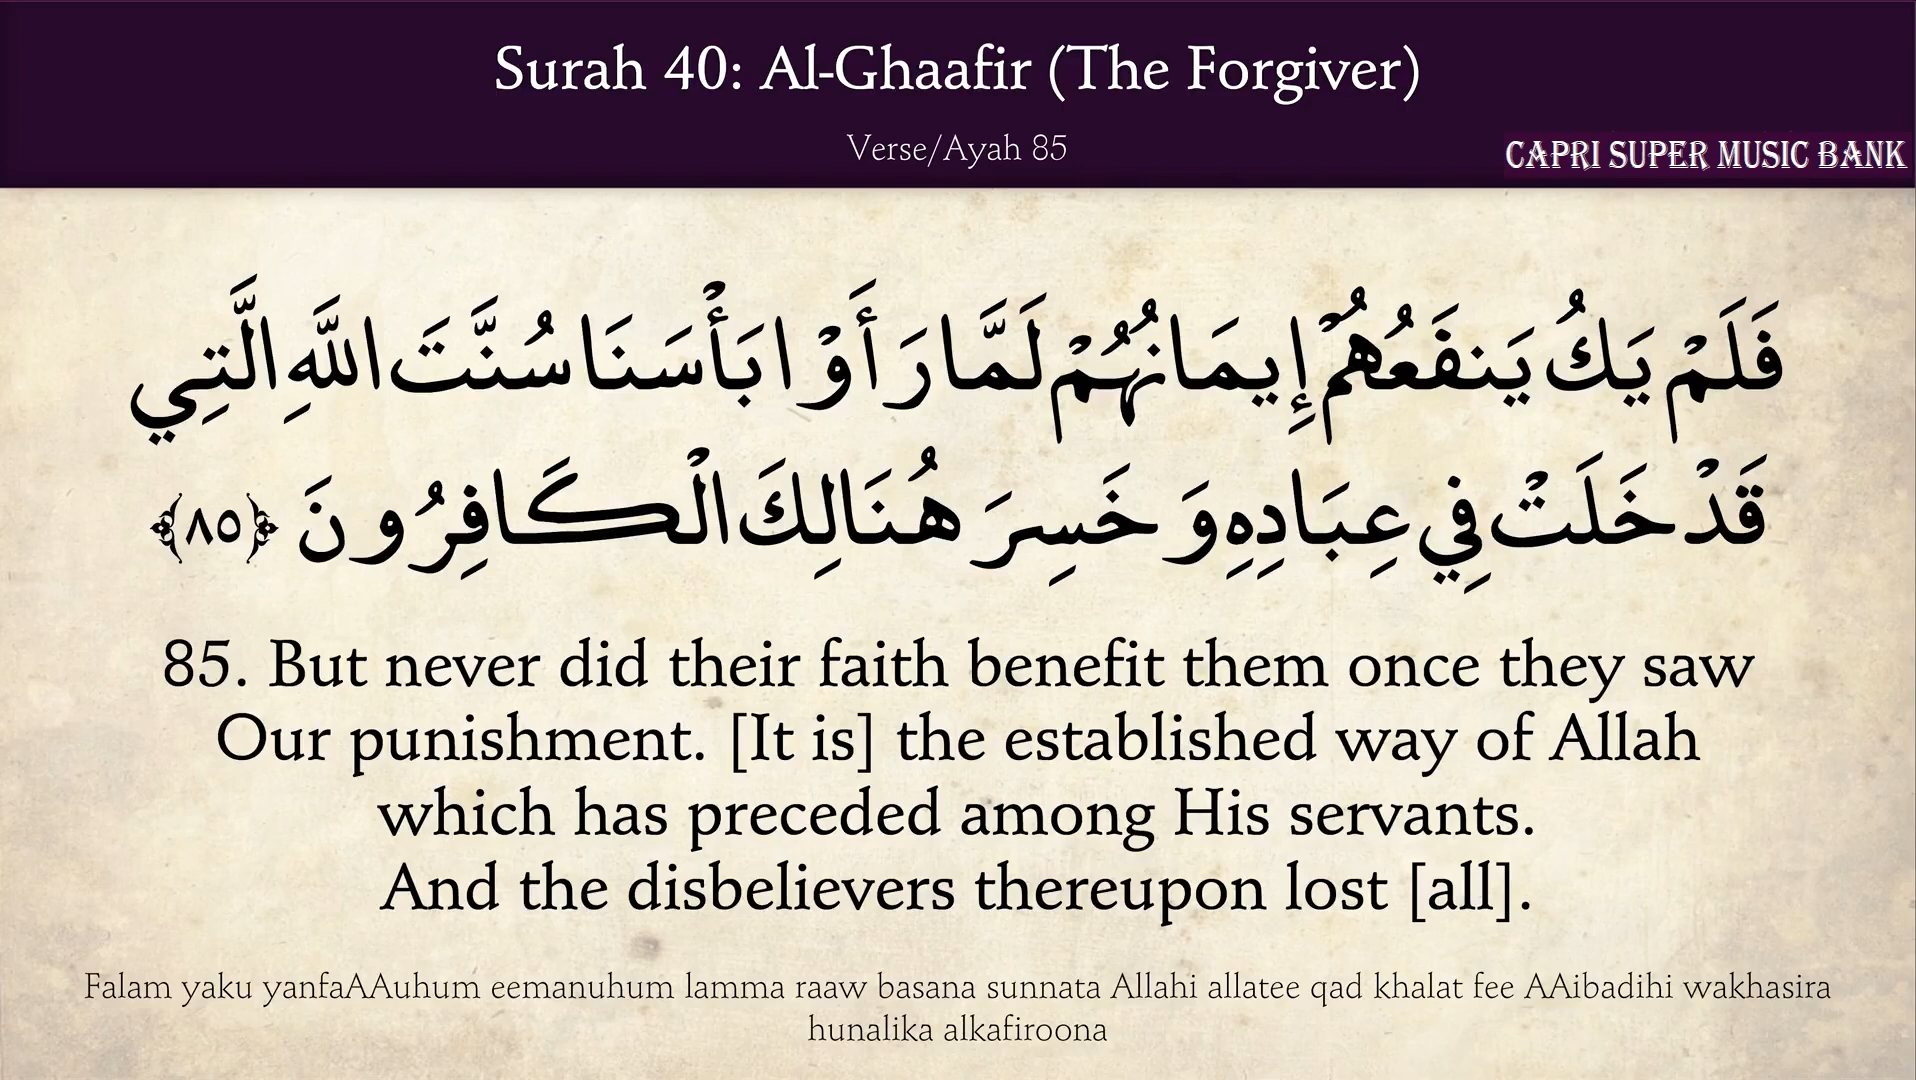 Surah 40: Al-Ghaafir (The Forgiver)
Verse/Ayah 85
CAPRI SUPER MUSIC BANK
فَلَمْ يَكُ يَنفَعُهُمْ إِيمَانُهُمْ لَمَّا رَأَوْا بَأْسَنَا سُنَّتَ اللَّهِ الَّتِي
قَدْ خَلَتْ فِي عِبَادِهِ وَخَسِرَ هُنَالِكَ الْكَافِرُونَ ﴿٨٥﴾
85. But never did their faith benefit them once they saw
Our punishment. [It is] the established way of Allah
which has preceded among His servants.
And the disbelievers thereupon lost [all].
Falam yaku yanfaAAuhum eemanuhum lamma raaw basana sunnata Allahi allatee qad khalat fee AAibadihi wakhasira
hunalika alkafiroona